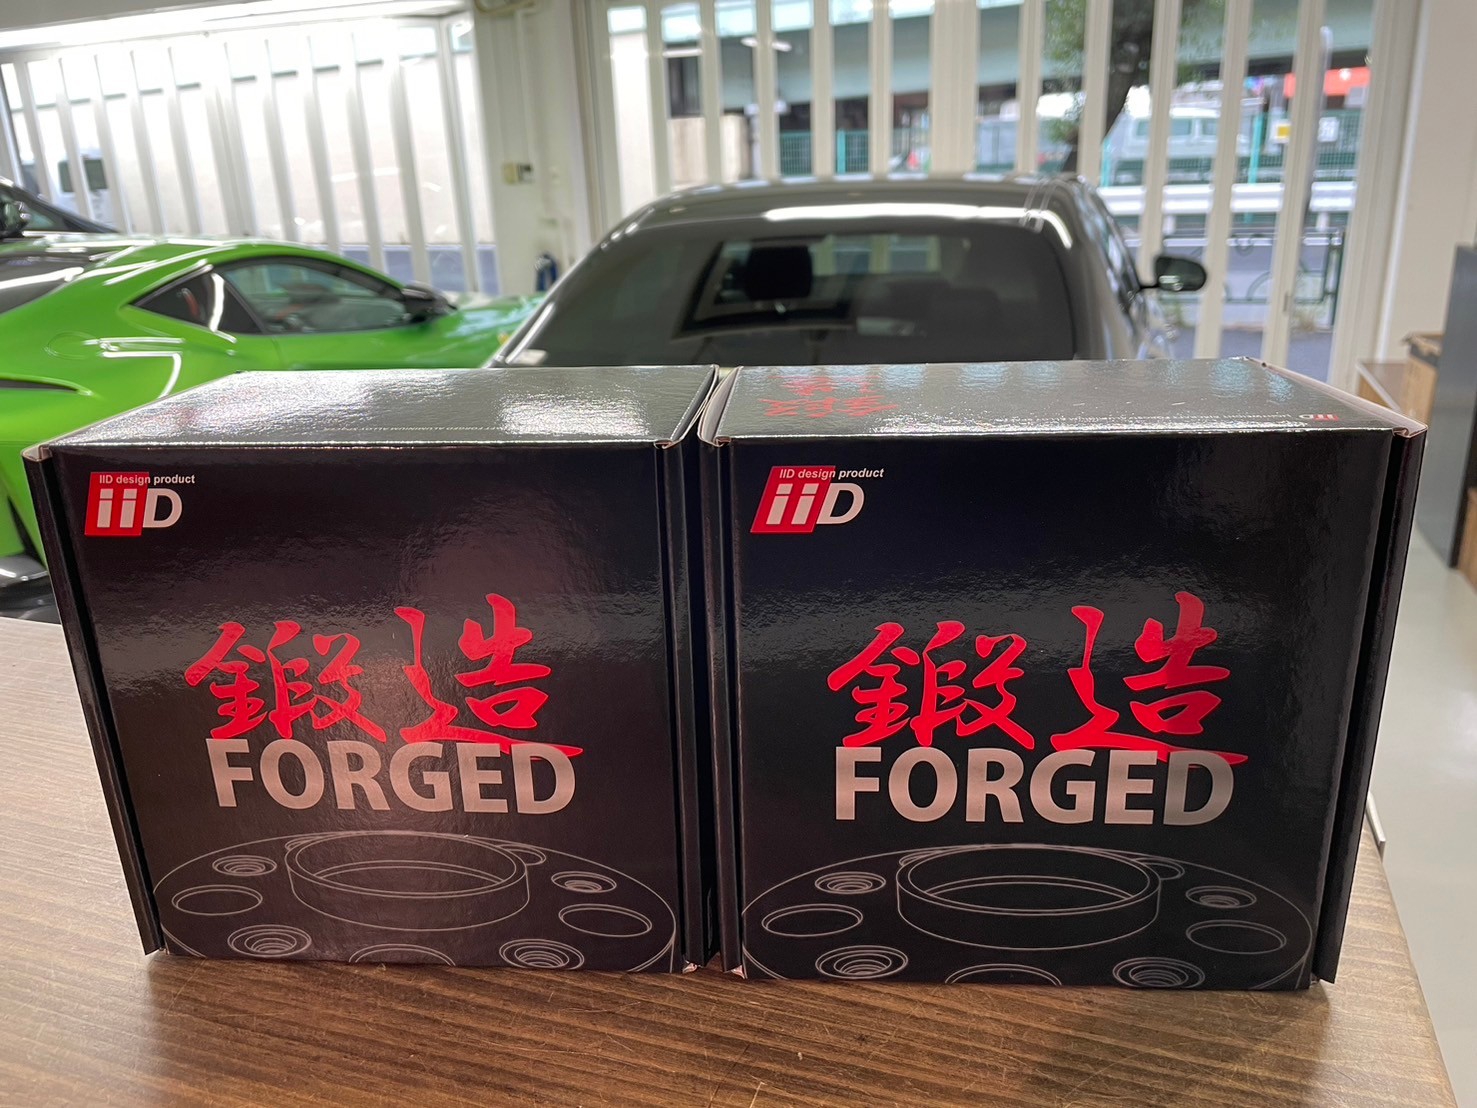 IID design product
iiD
鍛造
FORGED
IID design product
iiD
鍛造
FORGED